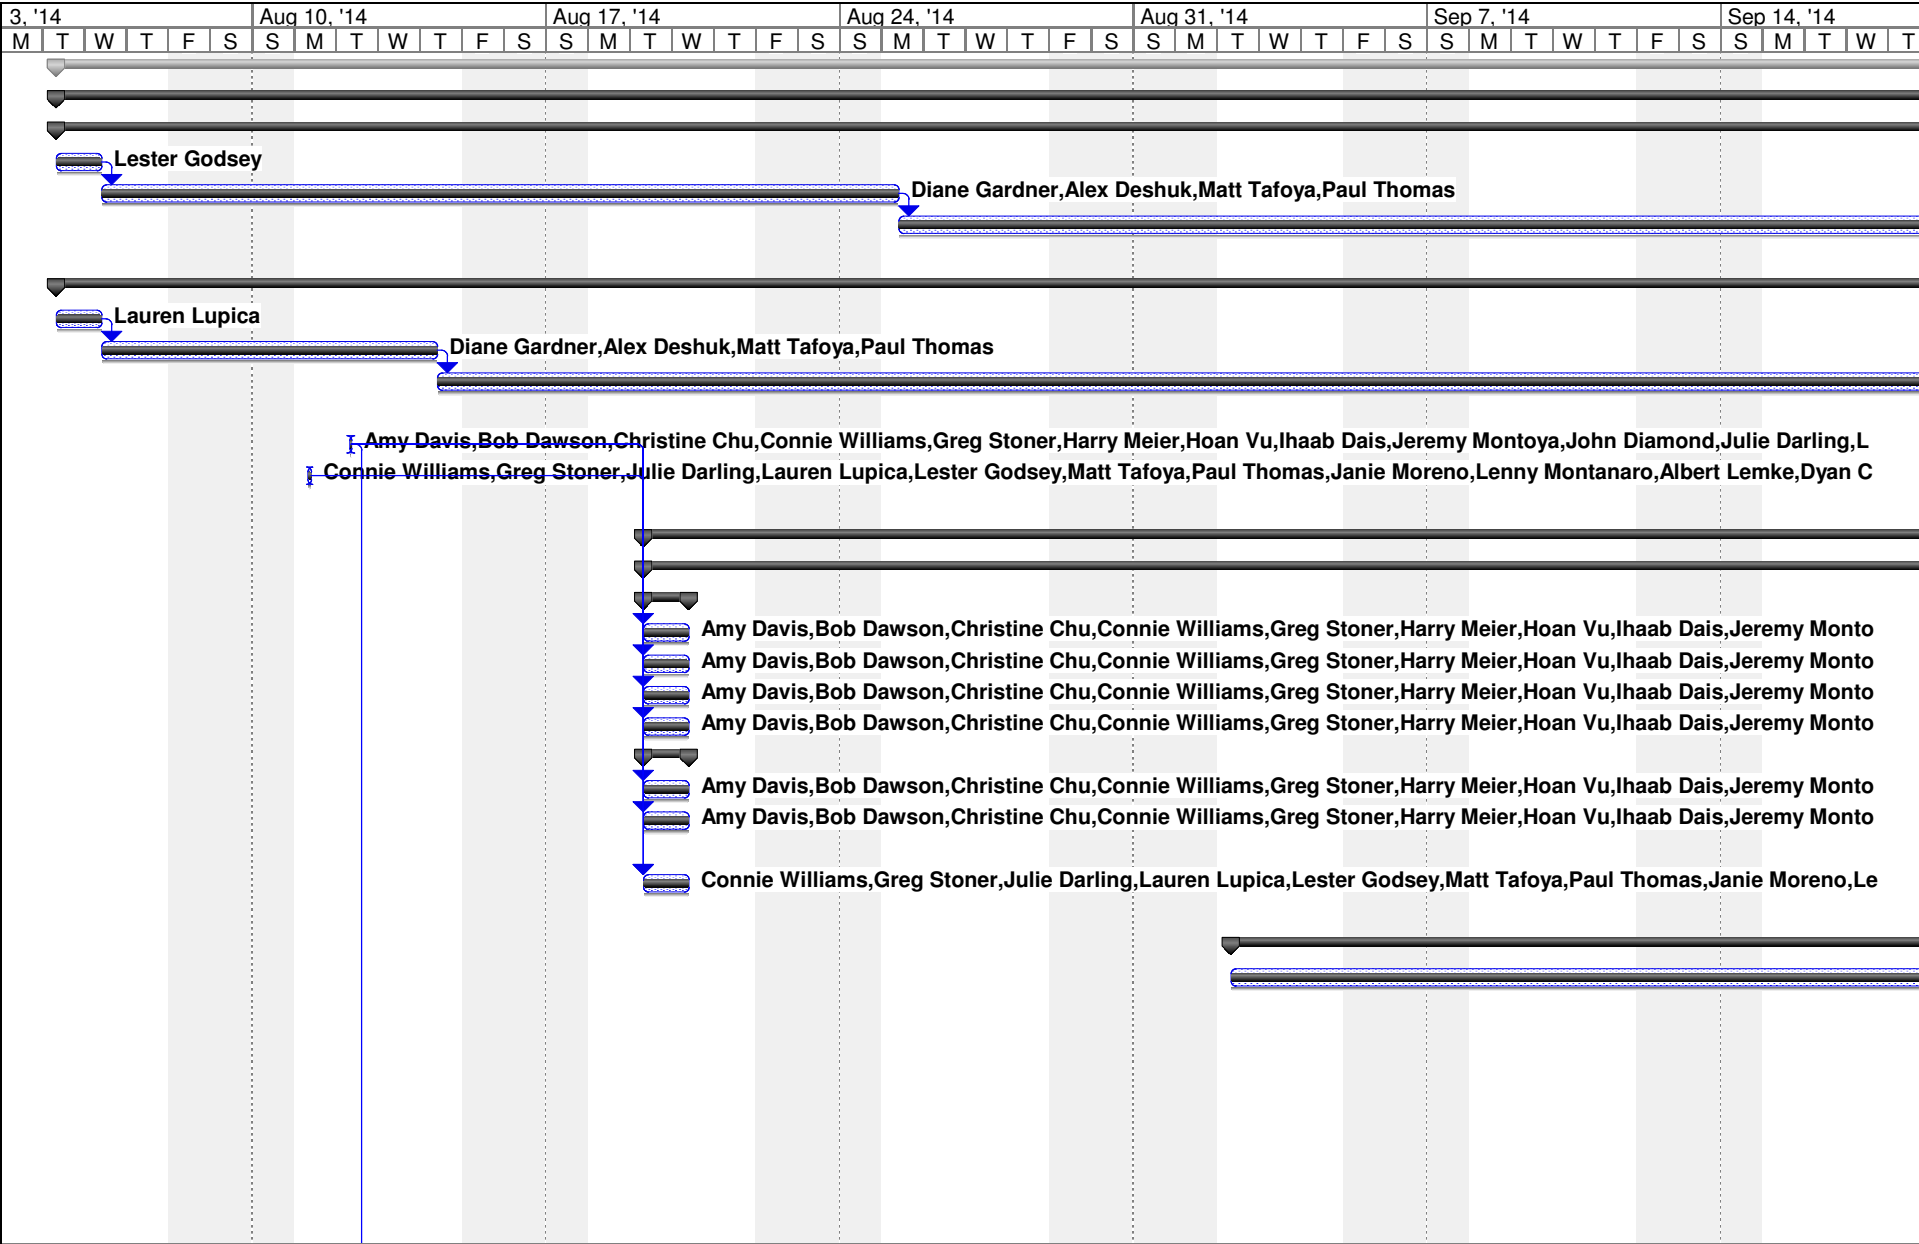 3, '14 Aug 10, '14 Aug 17, '14 Aug 24, '14 Aug 31, '14 Sep 7, '14 Sep 14, '14
M T W T F S S M T W T F S S M T W T F S S M T W T F S S M T W T F S S M T W T F S S M T W T
Lester Godsey
Diane Gardner,Alex Deshuk,Matt Tafoya,Paul Thomas
Lauren Lupica
Diane Gardner,Alex Deshuk,Matt Tafoya,Paul Thomas
Amy Davis,Bob Dawson,Christine Chu,Connie Williams,Greg Stoner,Harry Meier,Hoan Vu,Ihaab Dais,Jeremy Montoya,John Diamond,Julie Darling,L
Connie Williams,Greg Stoner,Julie Darling,Lauren Lupica,Lester Godsey,Matt Tafoya,Paul Thomas,Janie Moreno,Lenny Montanaro,Albert Lemke,Dyan C
Amy Davis,Bob Dawson,Christine Chu,Connie Williams,Greg Stoner,Harry Meier,Hoan Vu,Ihaab Dais,Jeremy Monto
Amy Davis,Bob Dawson,Christine Chu,Connie Williams,Greg Stoner,Harry Meier,Hoan Vu,Ihaab Dais,Jeremy Monto
Amy Davis,Bob Dawson,Christine Chu,Connie Williams,Greg Stoner,Harry Meier,Hoan Vu,Ihaab Dais,Jeremy Monto
Amy Davis,Bob Dawson,Christine Chu,Connie Williams,Greg Stoner,Harry Meier,Hoan Vu,Ihaab Dais,Jeremy Monto
Amy Davis,Bob Dawson,Christine Chu,Connie Williams,Greg Stoner,Harry Meier,Hoan Vu,Ihaab Dais,Jeremy Monto
Amy Davis,Bob Dawson,Christine Chu,Connie Williams,Greg Stoner,Harry Meier,Hoan Vu,Ihaab Dais,Jeremy Monto
Connie Williams,Greg Stoner,Julie Darling,Lauren Lupica,Lester Godsey,Matt Tafoya,Paul Thomas,Janie Moreno,Le